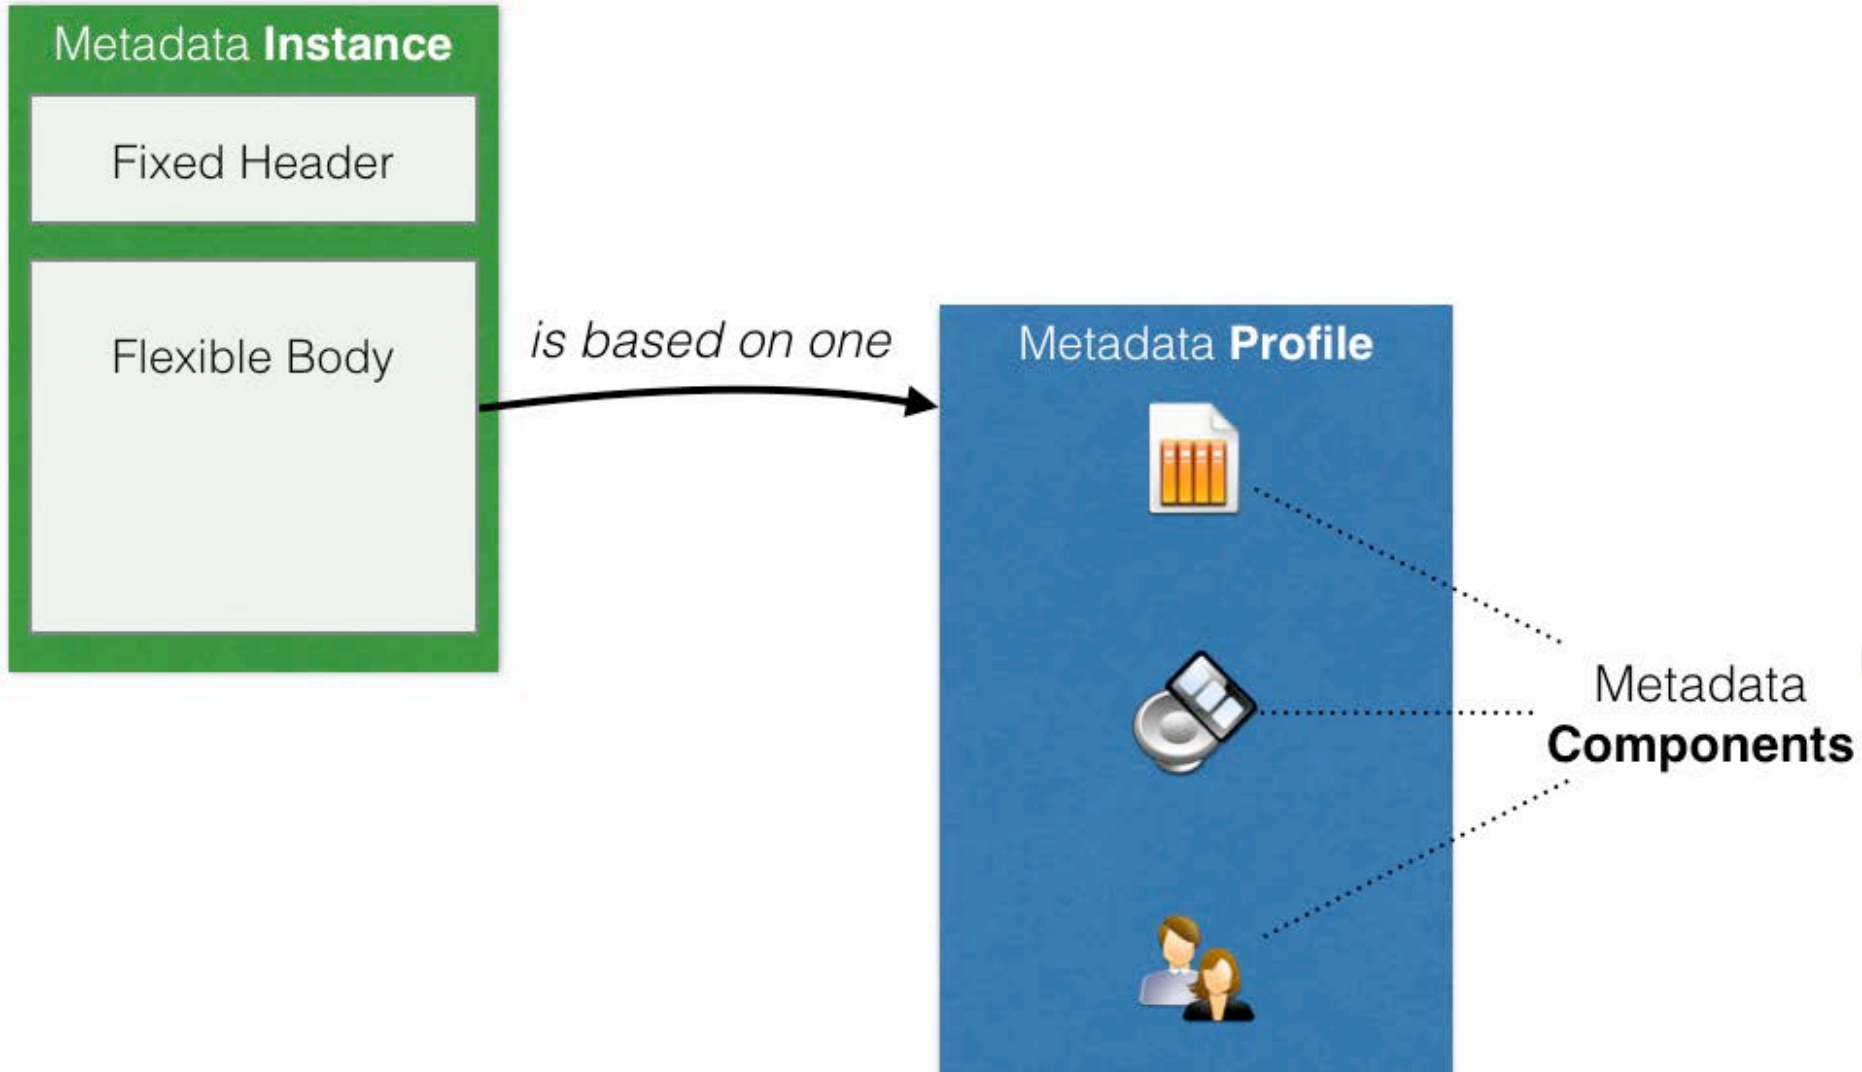 Metadata Instance
Fixed Header
Flexible Body
is based on one
Metadata Profile
Metadata
Components